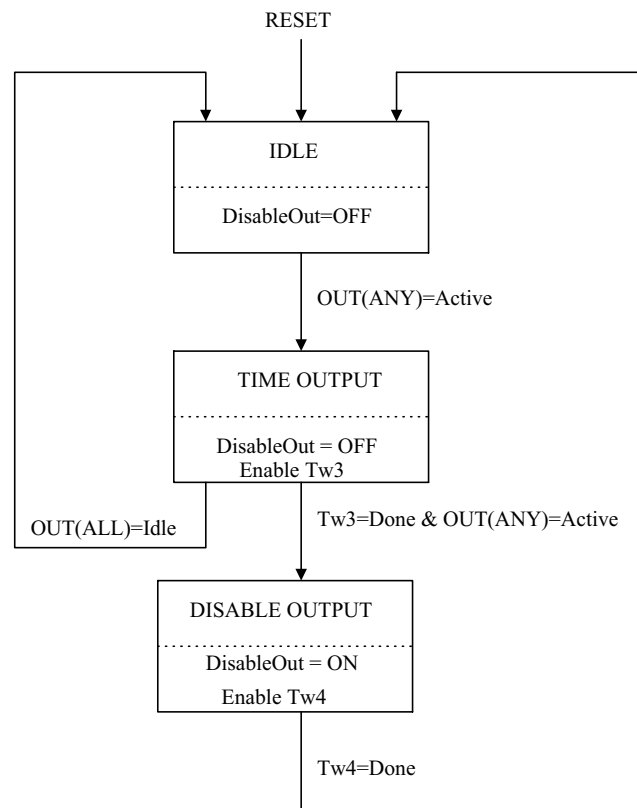 RESET
IDLE
DisableOut=OFF
OUT(ANY)=Active
TIME OUTPUT
DisableOut = OFF
Enable Tw3
OUT(ALL)=Idle
Tw3=Done & OUT(ANY)=Active
DISABLE OUTPUT
DisableOut = ON
Enable Tw4
Tw4=Done